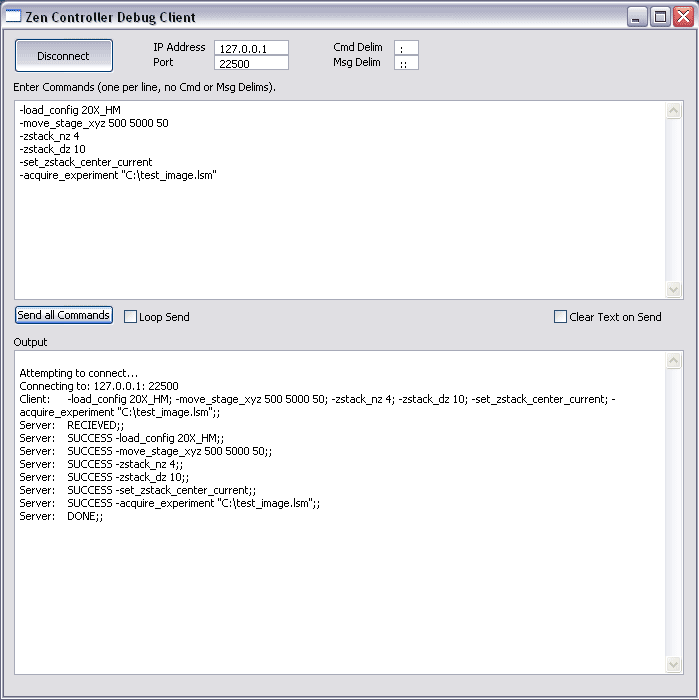 Zen Controller Debug Client
Disconnect
IP Address 127.0.0.1 Cmd Delim ;
Port 22500 Msg Delim ;;
Enter Commands (one per line, no Cmd or Msg Delims).
-load_config 20X_HM
-move_stage_xyz 500 5000 50
-zstack_nz 4
-zstack_dz 10
-set_zstack_center_current
-acquire_experiment "C:\test_image.lsm"
Send all Commands Loop Send Clear Text on Send
Output
Attempting to connect...
Connecting to: 127.0.0.1: 22500
Client: -load_config 20X_HM; -move_stage_xyz 500 5000 50; -zstack_nz 4; -zstack_dz 10; -set_zstack_center_current; -
acquire_experiment "C:\test_image.lsm";;
Server: RECIEVED;;
Server: SUCCESS -load_config 20X_HM;;
Server: SUCCESS -move_stage_xyz 500 5000 50;;
Server: SUCCESS -zstack_nz 4;;
Server: SUCCESS -zstack_dz 10;;
Server: SUCCESS -set_zstack_center_current;;
Server: SUCCESS -acquire_experiment "C:\test_image.lsm";;
Server: DONE;;